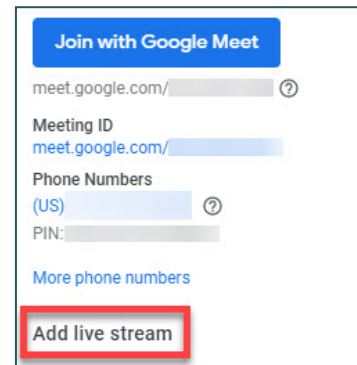 Join with Google Meet
meet.google.com/
Meeting ID
meet.google.com/
Phone Numbers
(US)
PIN:
More phone numbers
Add live stream